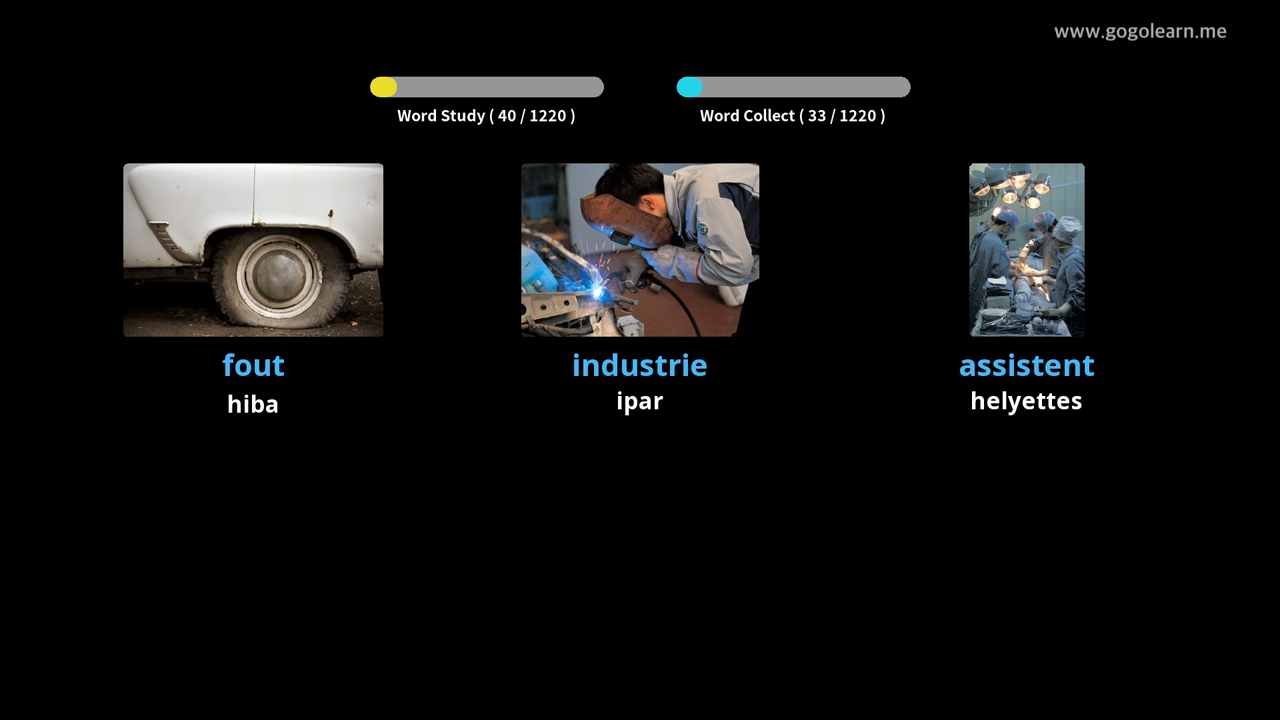 www.gogolearn.me
Word Study ( 40 / 1220 )
Word Collect ( 33 / 1220 )
fout
hiba
industrie
ipar
assistent
helyettes